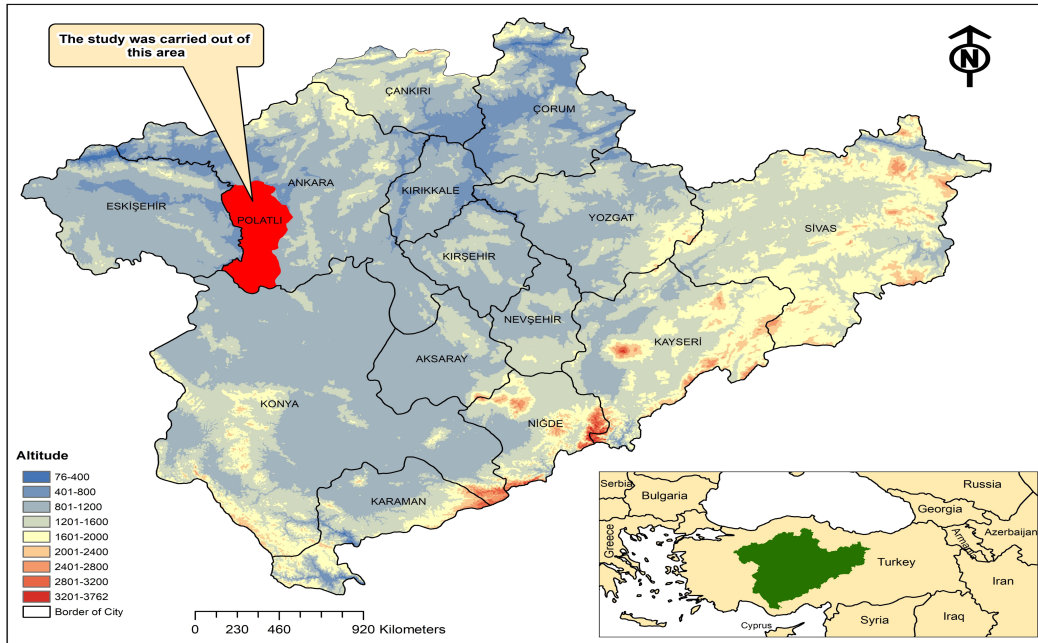 The study was carried out of
this area
N
ÇANKIRI
ÇORUM
ANKARA
KIRIKKALE
ESKIŞEHİR
POLATLI
YOZGAT
SİVAS
KIRŞEHİR
NEVŞEHİR
KAYSERİ
AKSARAY
KONYA
NİĞDE
KARAMAN
Altitude
76-400
401-800
801-1200
1201-1600
1601-2000
2001-2400
2401-2800
2801-3200
3201-3762
Border of City
0 230 460 920 Kilometers
Serbia
Bulgaria
Russia
Georgia
Azerbaijan
Armania
Greece
Turkey
Iran
Cyprus
Syria
Iraq